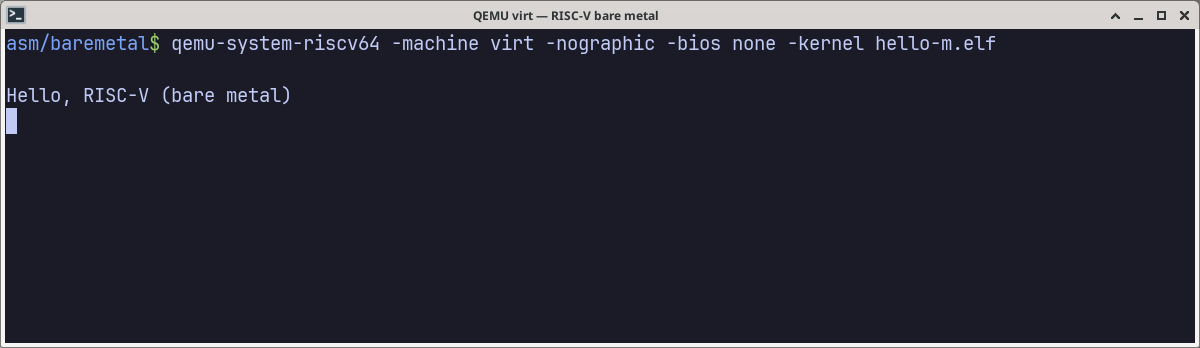 QEMU virt — RISC-V bare metal
asm/baremetal$ qemu-system-riscv64 -machine virt -nographic -bios none -kernel hello-m.elf
Hello, RISC-V (bare metal)